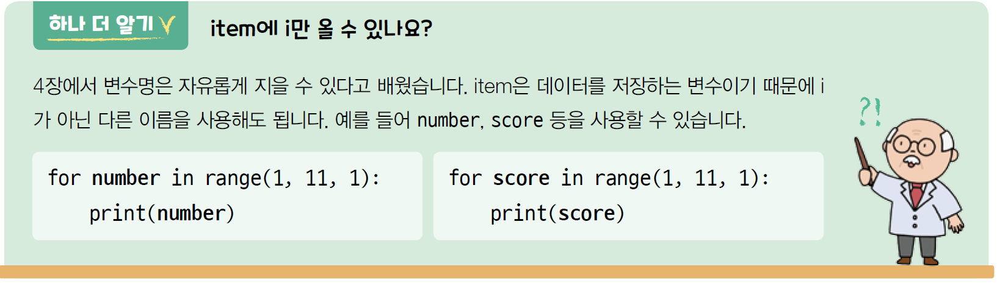 하나 더 알기
item에 i만 올 수 있나요?
4장에서 변수명은 자유롭게 지을 수 있다고 배웠습니다. item은 데이터를 저장하는 변수이기 때문에 i
가 아닌 다른 이름을 사용해도 됩니다. 예를 들어 number, score 등을 사용할 수 있습니다.
for number in range(1, 11, 1):
    print(number)
for score in range(1, 11, 1):
    print(score)
?!